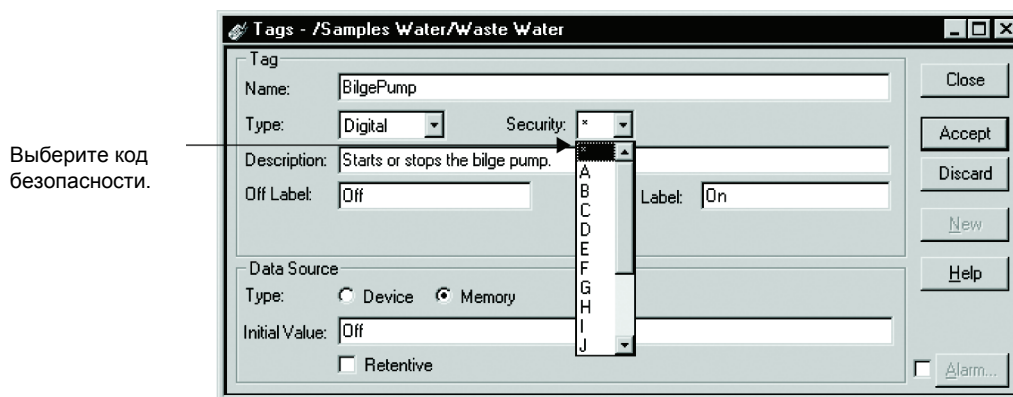 Tags - /Samples Water/Waste Water
Tag
Name: BilgePump
Close
Type: Digital Security: *
Accept
Выберите код
безопасности.
Description: Starts or stops the bilge pump.
Discard
Off Label: Off Label: On
*
A
B
C
D
E
F
G
H
I
J
New
Data Source
Help
Type: Device Memory
Initial Value: Off
Retentive
Alarm...